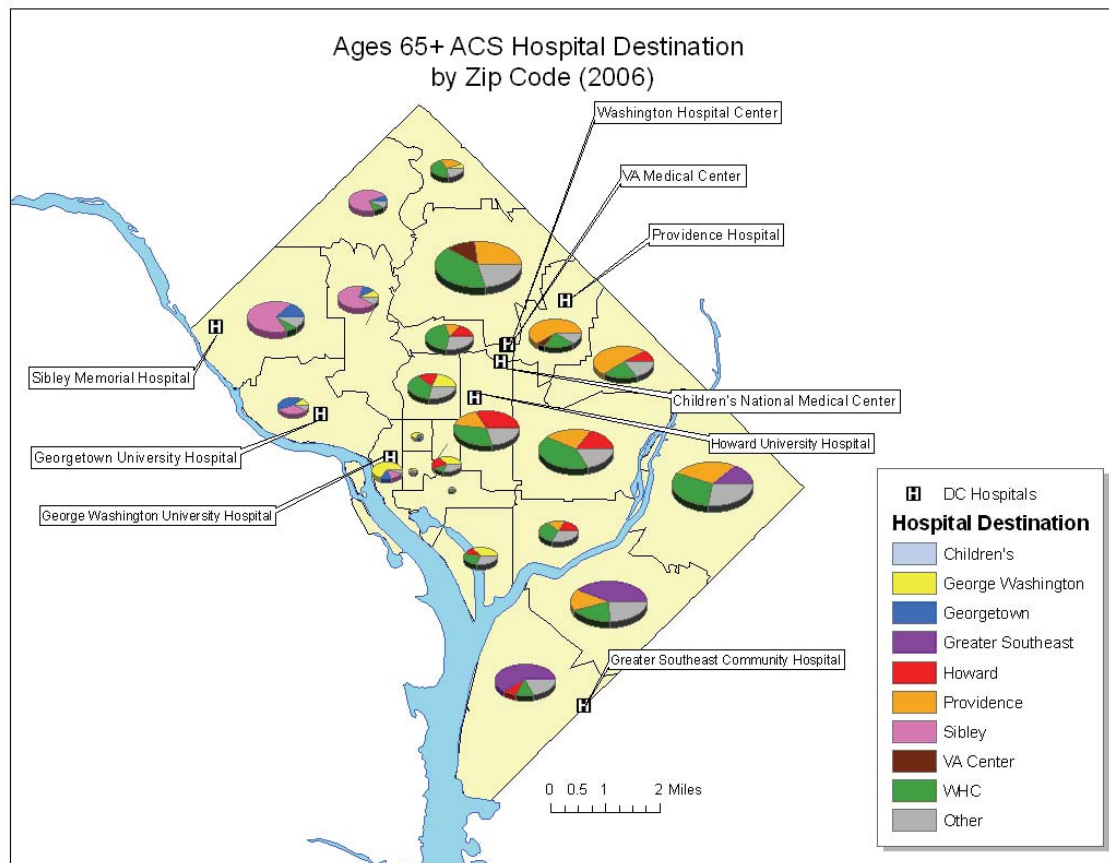 Ages 65+ ACS Hospital Destination
by Zip Code (2006)
Washington Hospital Center
VA Medical Center
Providence Hospital
Sibley Memorial Hospital
Children's National Medical Center
Howard University Hospital
Georgetown University Hospital
George Washington University Hospital
Greater Southeast Community Hospital
0 0.5 1 2 Miles
H DC Hospitals
Hospital Destination
Children's
George Washington
Georgetown
Greater Southeast
Howard
Providence
Sibley
VA Center
WHC
Other
H
H
H
H
H
H
H
H